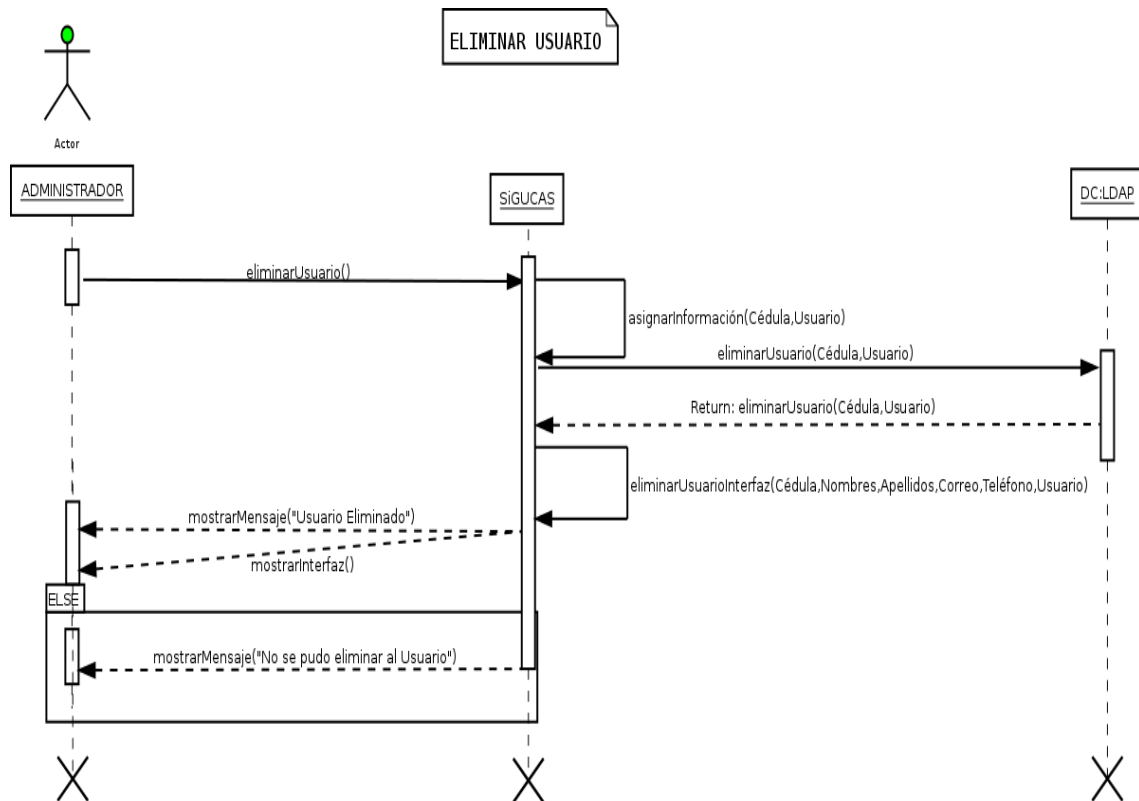 ELIMINAR USUARIO
Actor
ADMINISTRADOR
SiGUCAS
DC:LDAP
eliminarUsuario()
asignarInformación(Cédula,Usuario)
eliminarUsuario(Cédula,Usuario)
Return: eliminarUsuario(Cédula,Usuario)
eliminarUsuarioInterfaz(Cédula,Nombres,Apellidos,Correo,Teléfono,Usuario)
mostrarMensaje("Usuario Eliminado")
mostrarInterfaz()
ELSE
mostrarMensaje("No se pudo eliminar al Usuario")